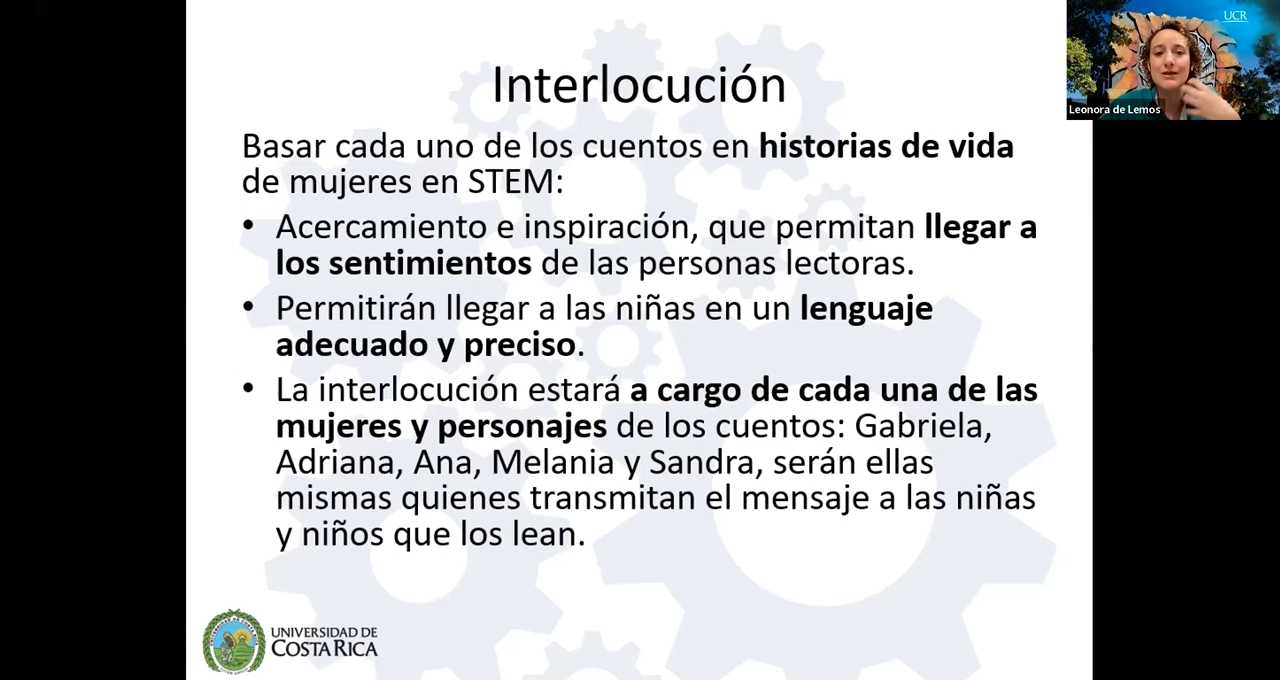 Interlocución
Basar cada uno de los cuentos en historias de vida
de mujeres en STEM:
• Acercamiento e inspiración, que permitan llegar a
los sentimientos de las personas lectoras.
• Permitirán llegar a las niñas en un lenguaje
adecuado y preciso.
• La interlocución estará a cargo de cada una de las
mujeres y personajes de los cuentos: Gabriela,
Adriana, Ana, Melania y Sandra, serán ellas
mismas quienes transmitan el mensaje a las niñas
y niños que los lean.
UNIVERSIDAD DE
COSTA RICA
UCR
Leonora de Lemos